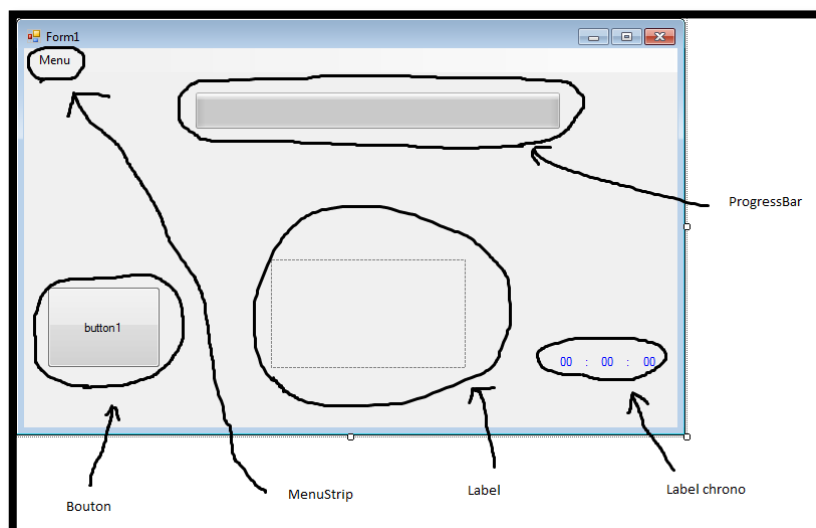 Form1
Menu
ProgressBar
button1
00 : 00 : 00
Bouton
MenuStrip
Label
Label chrono